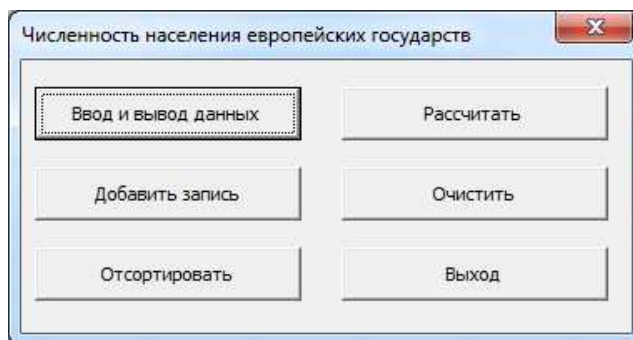 Численность населения европейских государств
Ввод и вывод данных
Рассчитать
Добавить запись
Очистить
Отсортировать
Выход